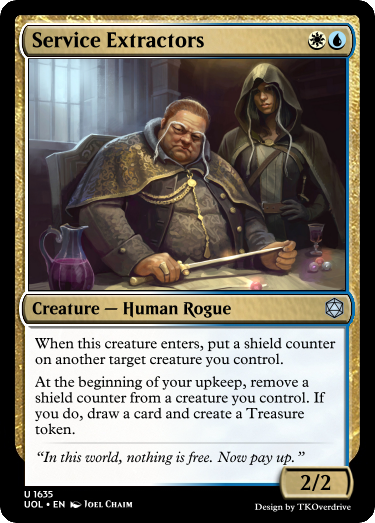 Service Extractors
Creature — Human Rogue
When this creature enters, put a shield counter
on another target creature you control.
At the beginning of your upkeep, remove a
shield counter from a creature you control. If
you do, draw a card and create a Treasure
token.
“In this world, nothing is free. Now pay up.”
2/2
U 1635
UOL • EN Joel Chaim
Design by TKOverdrive